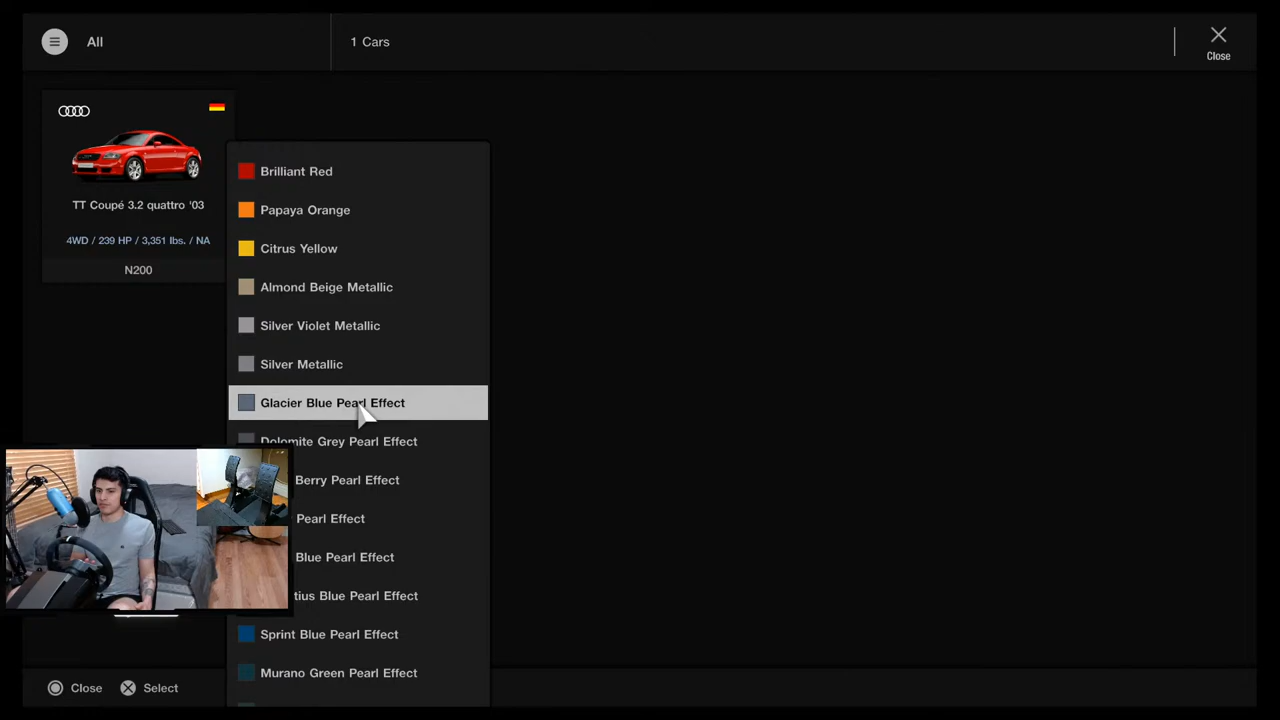 All
1 Cars
Close
TT Coupé 3.2 quattro '03
4WD / 239 HP / 3,351 lbs. / NA
N200
Brilliant Red
Papaya Orange
Citrus Yellow
Almond Beige Metallic
Silver Violet Metallic
Silver Metallic
Glacier Blue Pearl Effect
Dolomite Grey Pearl Effect
Berry Pearl Effect
Pearl Effect
Blue Pearl Effect
Blue Pearl Effect
Sprint Blue Pearl Effect
Murano Green Pearl Effect
Close
Select